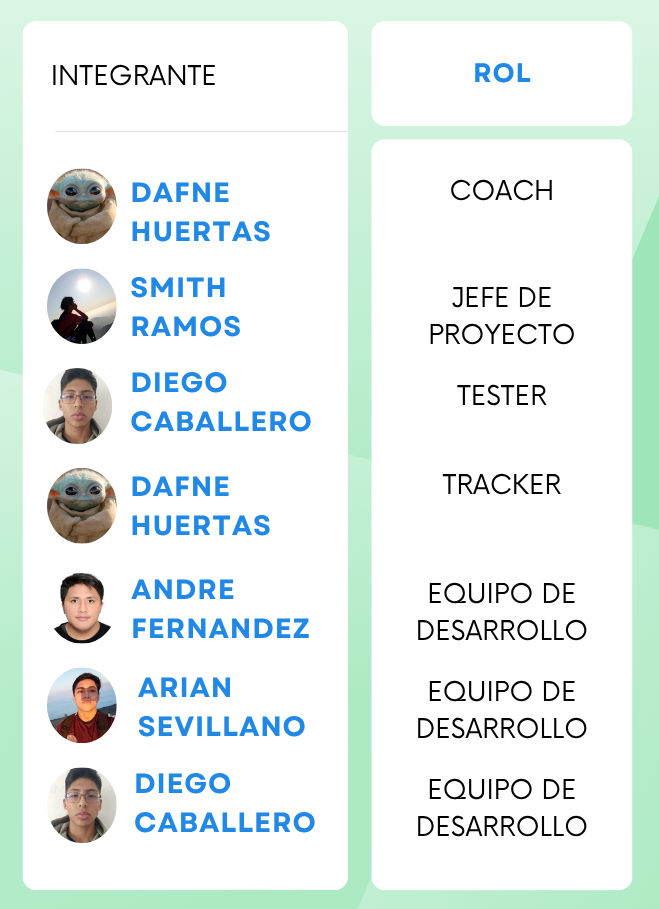 INTEGRANTE
ROL
DAFNE
HUERTAS
COACH
SMITH
RAMOS
JEFE DE
PROYECTO
DIEGO
CABALLERO
TESTER
DAFNE
HUERTAS
TRACKER
ANDRE
FERNANDEZ
EQUIPO DE
DESARROLLO
ARIAN
SEVILLANO
EQUIPO DE
DESARROLLO
DIEGO
CABALLERO
EQUIPO DE
DESARROLLO